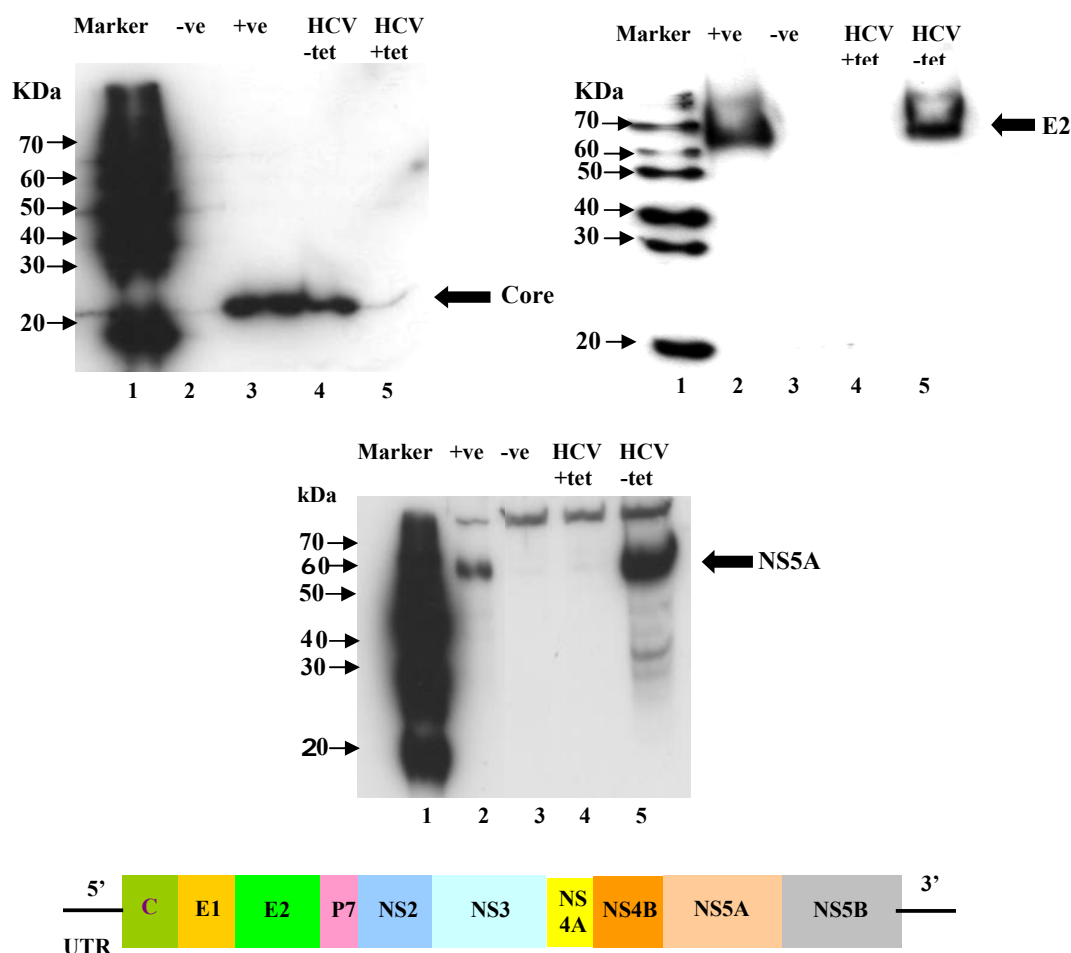 Marker -ve +ve HCV HCV
-tet +tet
KDa
70
60
50
40
30
20
Core
1 2 3 4 5
Marker +ve -ve HCV HCV
+tet -tet
KDa
70
60
50
40
30
20
E2
1 2 3 4 5
Marker +ve -ve HCV HCV
+tet -tet
kDa
70
60
50
40
30
20
NS5A
1 2 3 4 5
5’ 3’
C E1 E2 P7 NS2 NS3 NS 4A NS4B NS5A NS5B
UTR